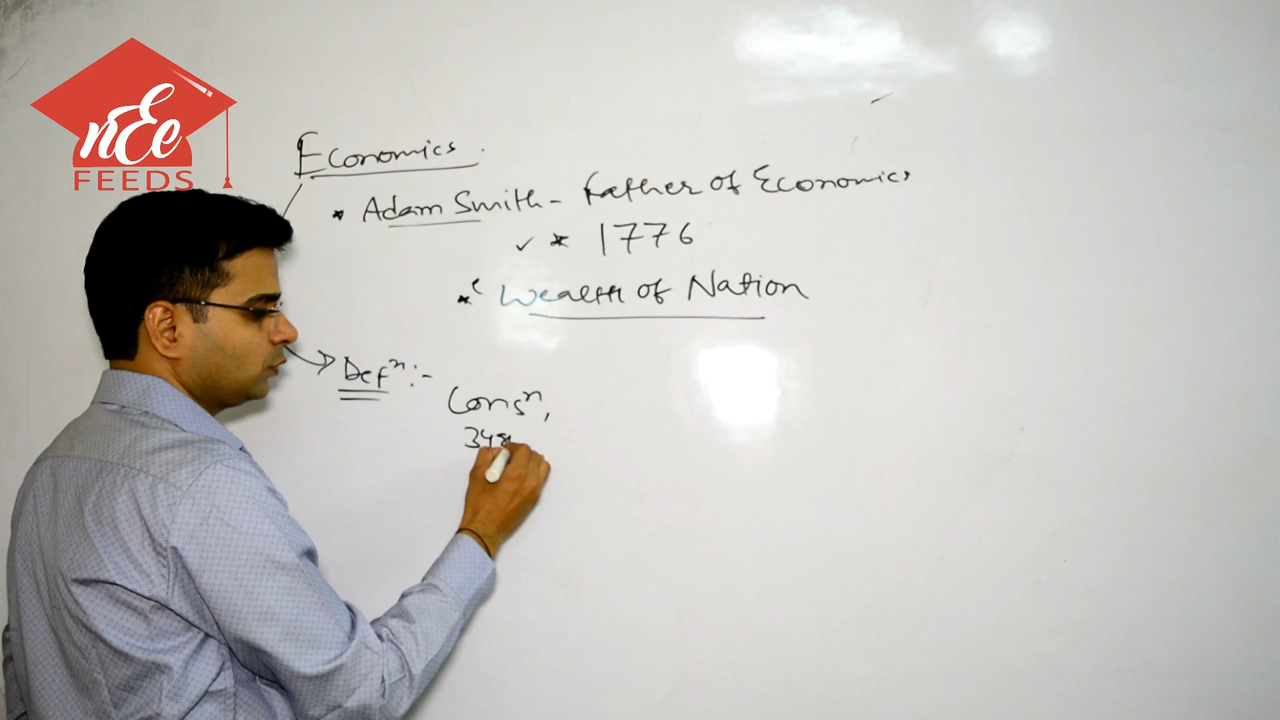 nEe
FEEDS
Economics
* Adam Smith - Father of Economics
✓ * 1776
* Wealth of Nation
Defⁿ :-
Consⁿ,